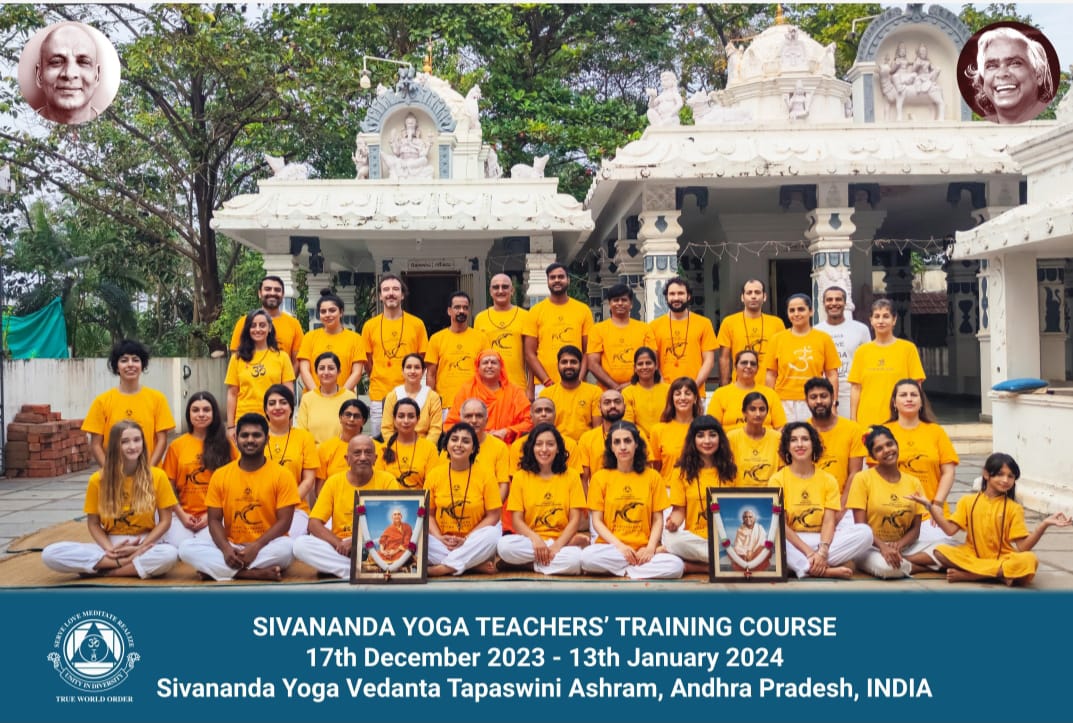 SIVANANDA YOGA TEACHERS' TRAINING COURSE
17th December 2023 - 13th January 2024
Sivananda Yoga Vedanta Tapaswini Ashram, Andhra Pradesh, INDIA
SERVE LOVE MEDITATE REALIZE
ॐ
UNITY IN DIVERSITY
TRUE WORLD ORDER